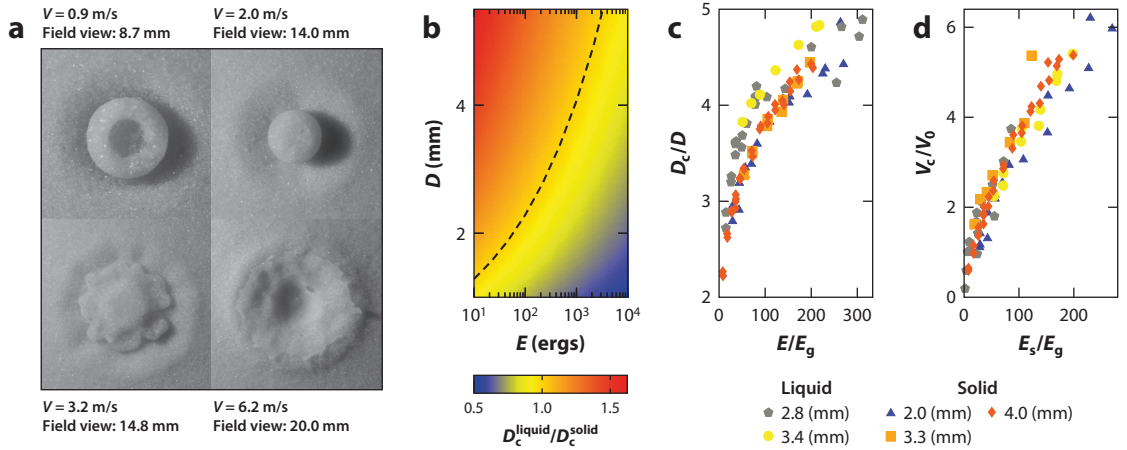 a
V = 0.9 m/s
Field view: 8.7 mm
V = 2.0 m/s
Field view: 14.0 mm
V = 3.2 m/s
Field view: 14.8 mm
V = 6.2 m/s
Field view: 20.0 mm
b
D (mm)
4
2
10¹ 10² 10³ 10⁴
E (ergs)
0.5 1.0 1.5
D_c^liquid/D_c^solid
c
D_c/D
5
4
3
2
0 100 200 300
E/E_g
d
V_c/V_0
6
4
2
0
0 100 200
E_s/E_g
Liquid Solid
2.8 (mm) 2.0 (mm) 4.0 (mm)
3.4 (mm) 3.3 (mm)